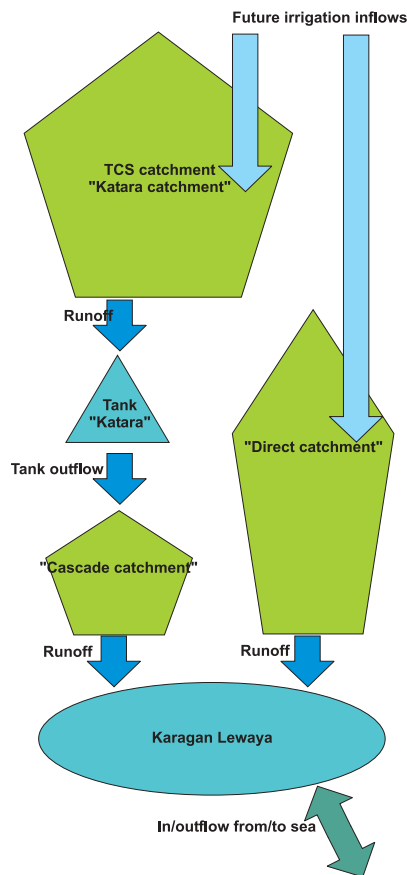 Future irrigation inflows
TCS catchment
"Katara catchment"
Runoff
Tank
"Katara"
"Direct catchment"
Tank outflow
"Cascade catchment"
Runoff
Runoff
Karagan Lewaya
In/outflow from/to sea